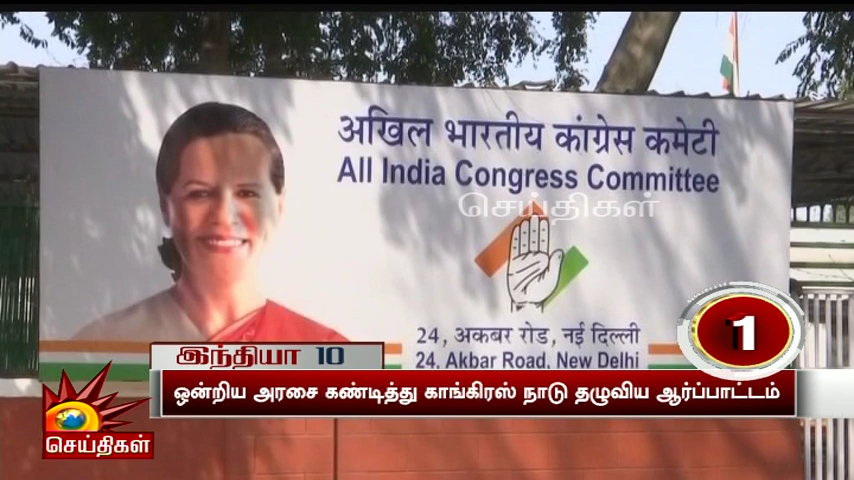 अखिल भारतीय कांग्रेस कमेटी
All India Congress Committee
செய்திகள்
24, अकबर रोड, नई दिल्ली
24, Akbar Road, New Delhi
1
இந்தியா 10
ஒன்றிய அரசை கண்டித்து காங்கிரஸ் நாடு தழுவிய ஆர்ப்பாட்டம்
செய்திகள்